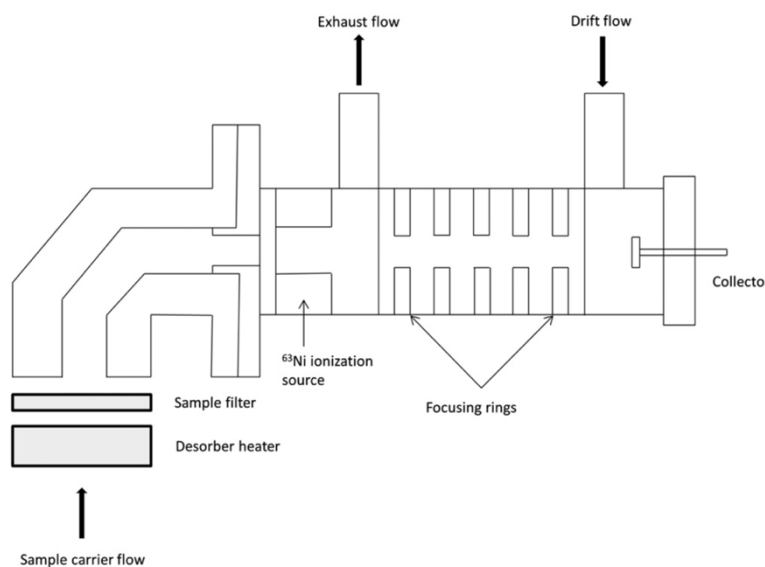 Exhaust flow
Drift flow
Collecto
⁶³Ni ionization
source
Focusing rings
Sample filter
Desorber heater
Sample carrier flow